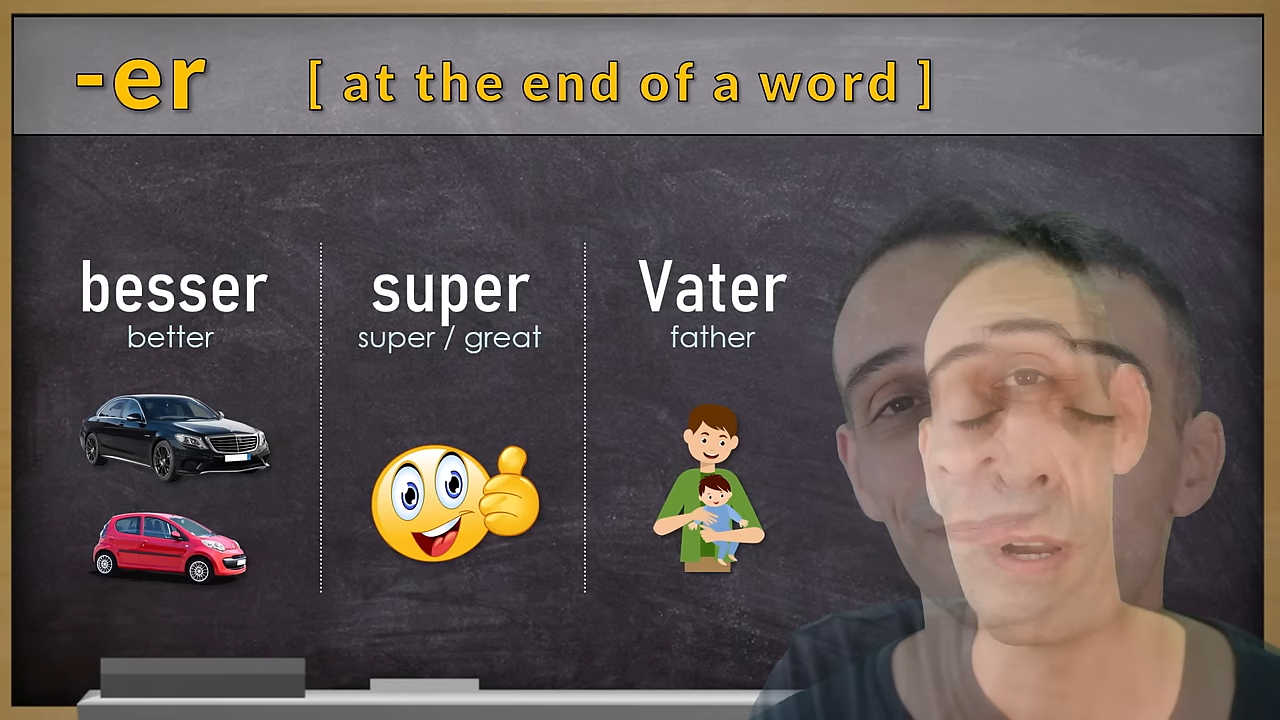 -er [ at the end of a word ]
besser
better
super
super / great
Vater
father